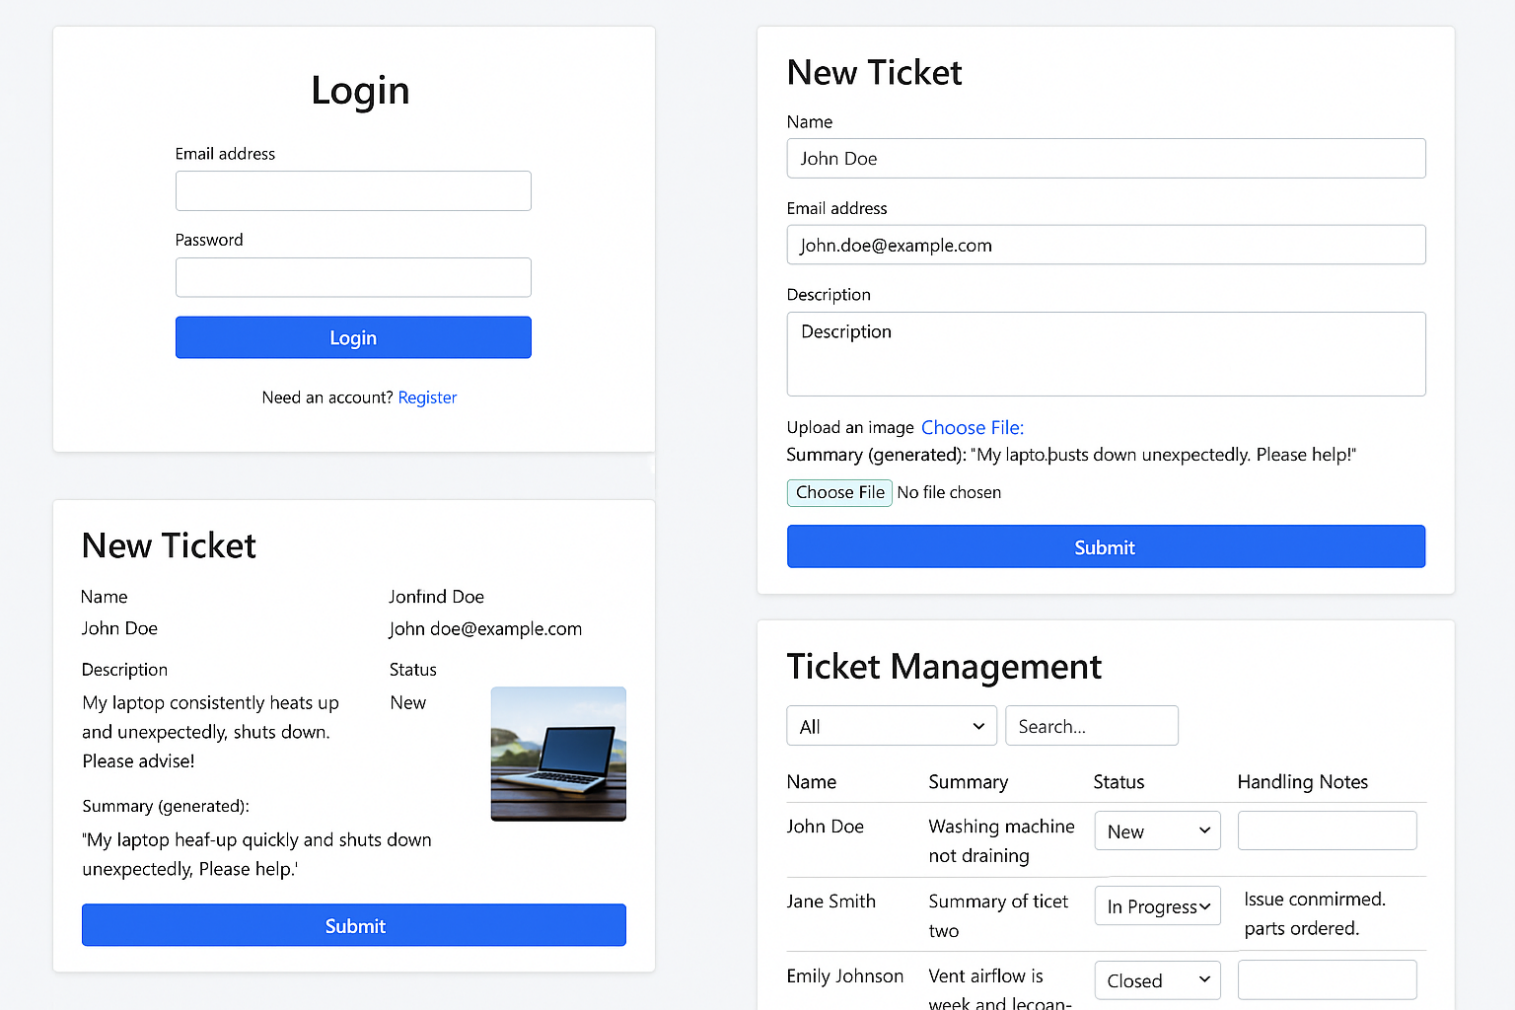 Login
Email address
Password
Login
Need an account? Register
New Ticket
Name
John Doe
Email address
John.doe@example.com
Description
Description
Upload an image Choose File:
Summary (generated): "My lapto.þusts down unexpectedly. Please help!"
Choose File No file chosen
Submit
New Ticket
Name
Jonfind Doe
John Doe
John doe@example.com
Description
Status
My laptop consistently heats up
and unexpectedly, shuts down.
Please advise!
New
Summary (generated):
"My laptop heaf-up quickly and shuts down
unexpectedly, Please help.'
Submit
Ticket Management
All
Search...
Name Summary Status Handling Notes
John Doe
Washing machine
not draining
New
Jane Smith
Summary of ticet
two
In Progress
Issue conmirmed.
parts ordered.
Emily Johnson
Vent airflow is
week and lecoan-
Closed